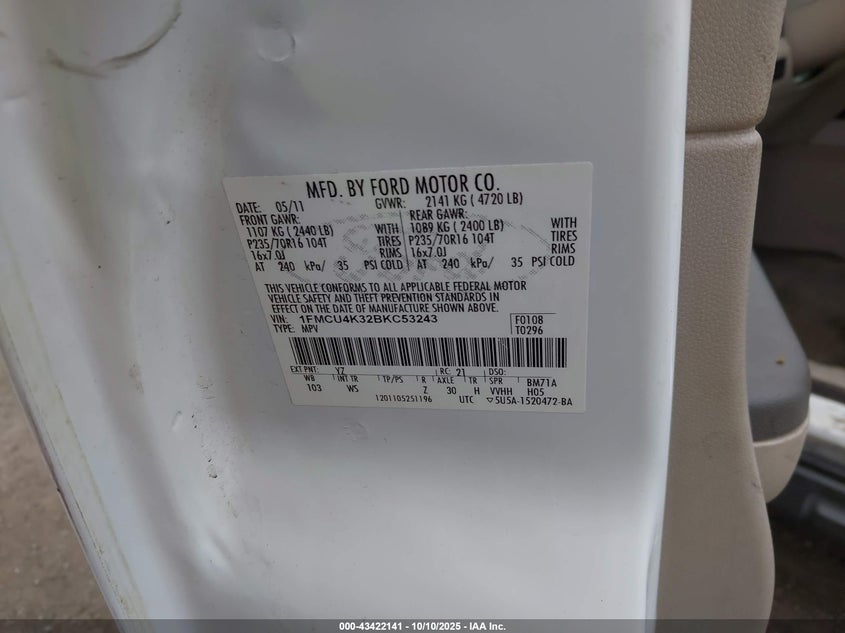 MFD. BY FORD MOTOR CO.
DATE: 05/11 GVWR: 2141 KG ( 4720 LB)
FRONT GAWR: REAR GAWR:
1107 KG ( 2440 LB) WITH 1089 KG ( 2400 LB) WITH
P235/70R16 104T TIRES P235/70R16 104T TIRES
16x7.0J RIMS 16x7.0J RIMS
AT 240 kPa/ 35 PSI COLD AT 240 kPa/ 35 PSI COLD
THIS VEHICLE CONFORMS TO ALL APPLICABLE FEDERAL MOTOR
VEHICLE SAFETY AND THEFT PREVENTION STANDARDS IN
EFFECT ON THE DATE OF MANUFACTURE SHOWN ABOVE.
VIN: 1FMCU4K32BKC53243 F0108
TYPE: MPV T0296
EXT PNT: YZ RC: 21 DSO:
WB INT TR TP/PS R AXLE TR SPR BM71A
103 WS Z 30 H VVHH H05
1201105251196 UTC ▽5U5A-1520472-BA
000-43422141 | 10/10/2025 | IAA Inc.